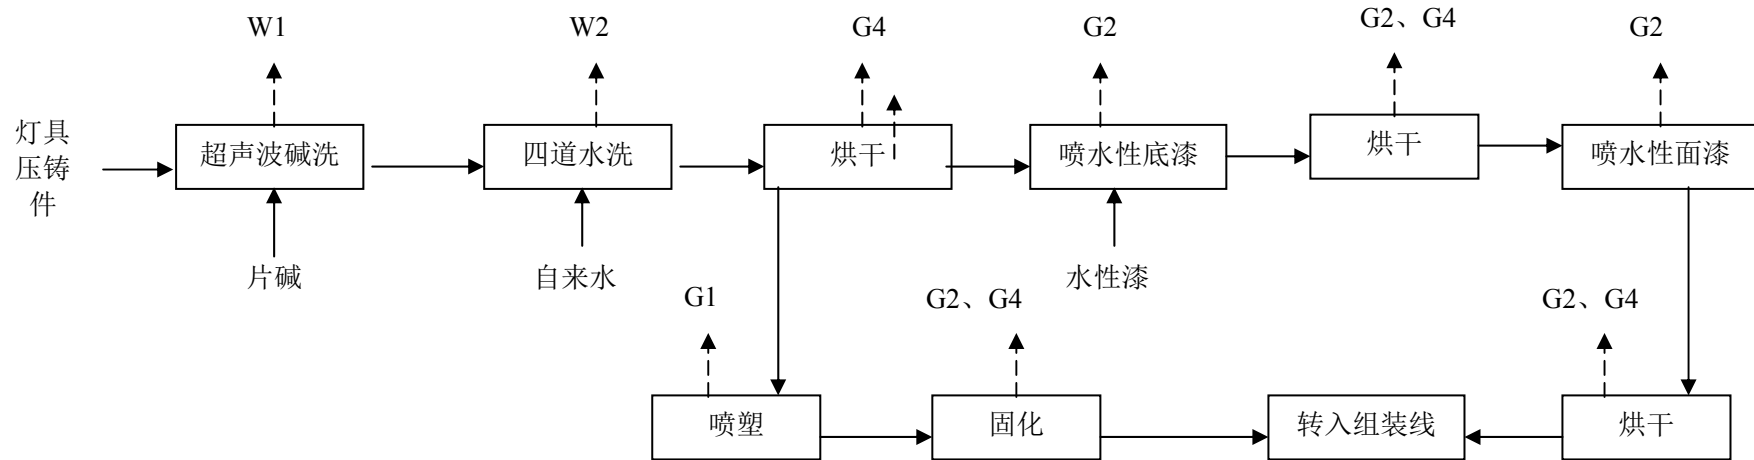 W1
W2
G4
G2
G2、G4
G2
灯具
压铸
件
超声波碱洗
四道水洗
烘干
喷水性底漆
烘干
喷水性面漆
片碱
自来水
水性漆
G1
G2、G4
G2、G4
喷塑
固化
转入组装线
烘干